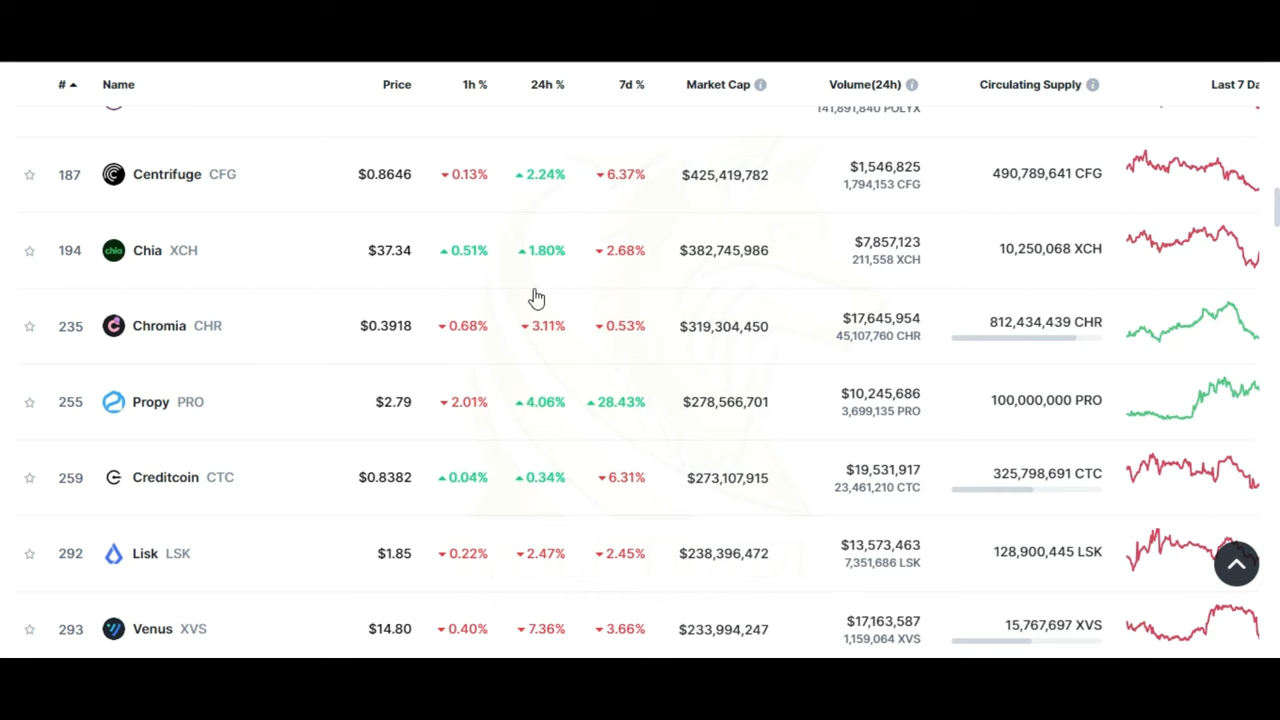 # Name Price 1h % 24h % 7d % Market Cap Volume(24h) Circulating Supply Last 7 Da
141,891,840 POLYX
187 Centrifuge CFG $0.8646 0.13% 2.24% 6.37% $425,419,782 $1,546,825 490,789,641 CFG
1,794,153 CFG
194 Chia XCH $37.34 0.51% 1.80% 2.68% $382,745,986 $7,857,123 10,250,068 XCH
211,558 XCH
235 Chromia CHR $0.3918 0.68% 3.11% 0.53% $319,304,450 $17,645,954 812,434,439 CHR
45,107,760 CHR
255 Propy PRO $2.79 2.01% 4.06% 28.43% $278,566,701 $10,245,686 100,000,000 PRO
3,699,135 PRO
259 Creditcoin CTC $0.8382 0.04% 0.34% 6.31% $273,107,915 $19,531,917 325,798,691 CTC
23,461,210 CTC
292 Lisk LSK $1.85 0.22% 2.47% 2.45% $238,396,472 $13,573,463 128,900,445 LSK
7,351,686 LSK
293 Venus XVS $14.80 0.40% 7.36% 3.66% $233,994,247 $17,163,587 15,767,697 XVS
1,159,064 XVS